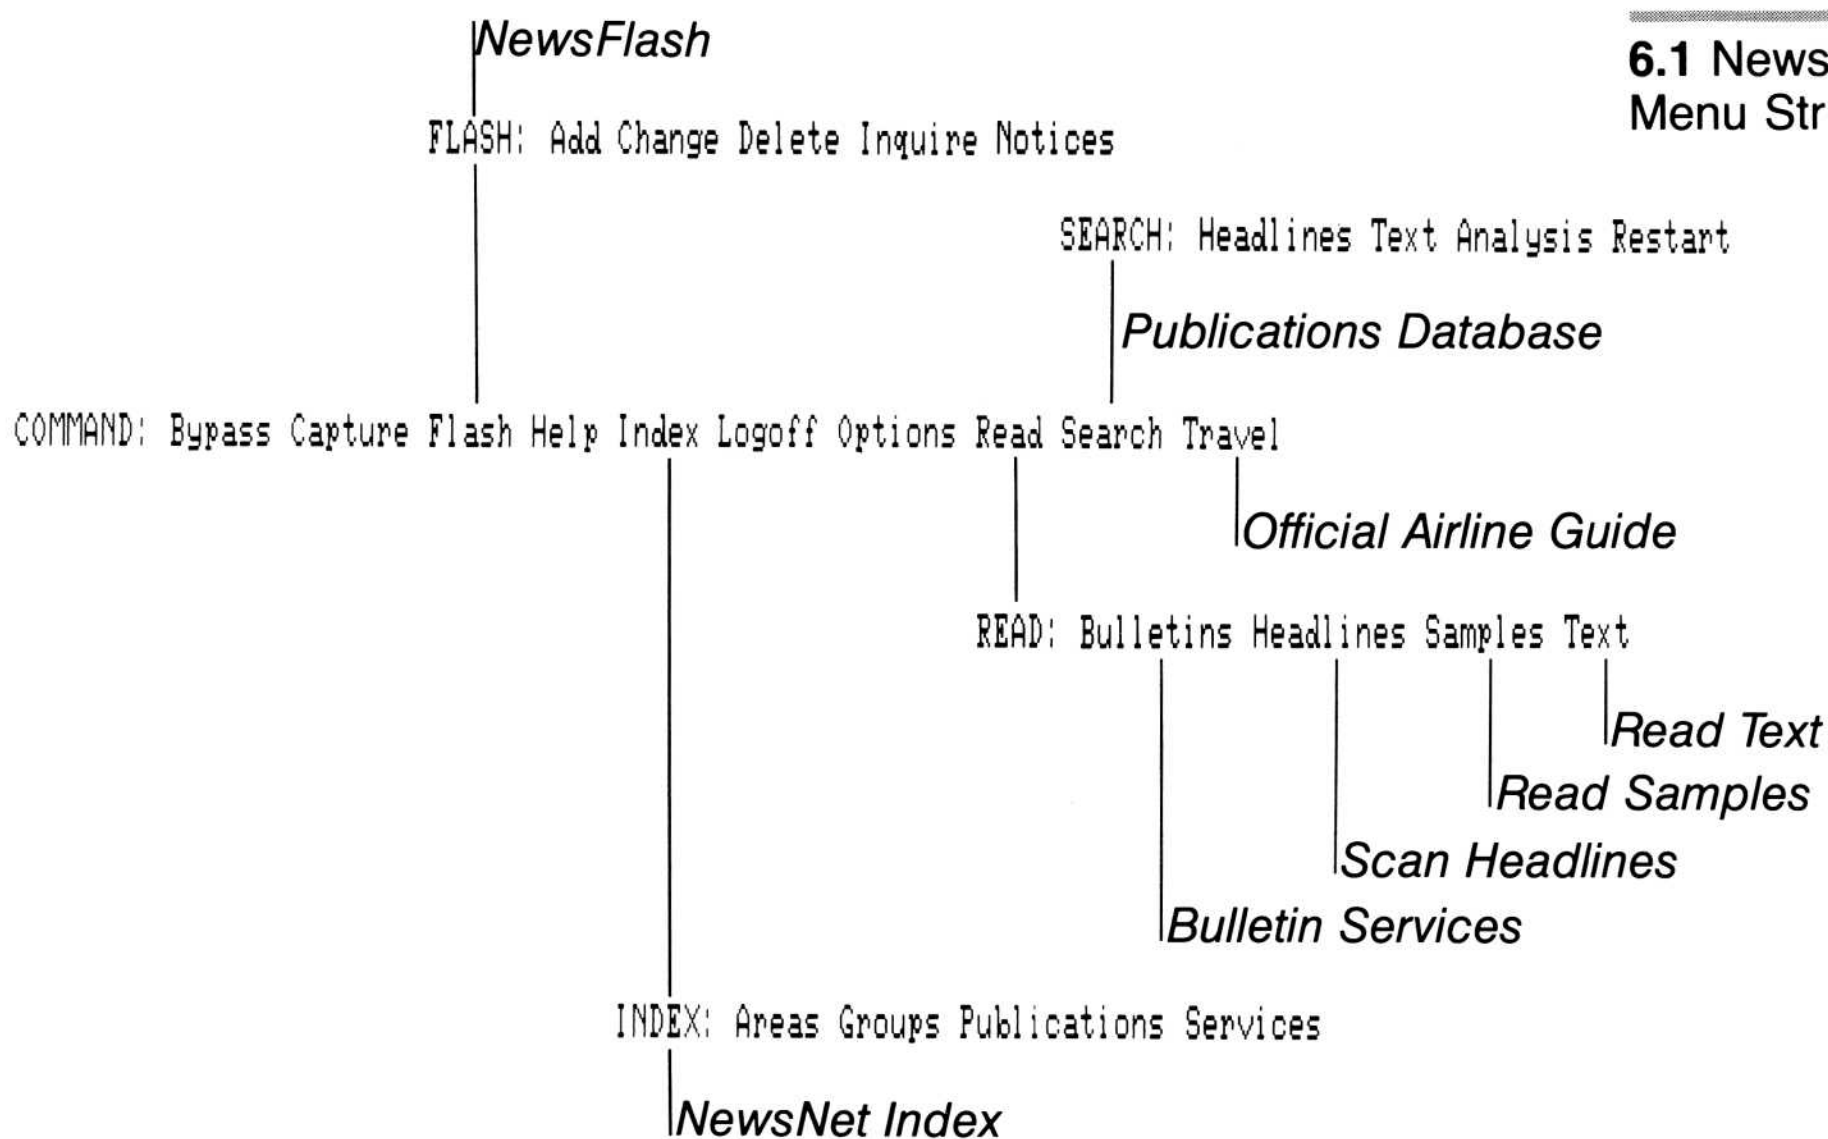 NewsFlash
6.1 News
Menu Str
FLASH: Add Change Delete Inquire Notices
SEARCH: Headlines Text Analysis Restart
Publications Database
COMMAND: Bypass Capture Flash Help Index Logoff Options Read Search Travel
Official Airline Guide
READ: Bulletins Headlines Samples Text
Read Text
Read Samples
Scan Headlines
Bulletin Services
INDEX: Areas Groups Publications Services
NewsNet Index